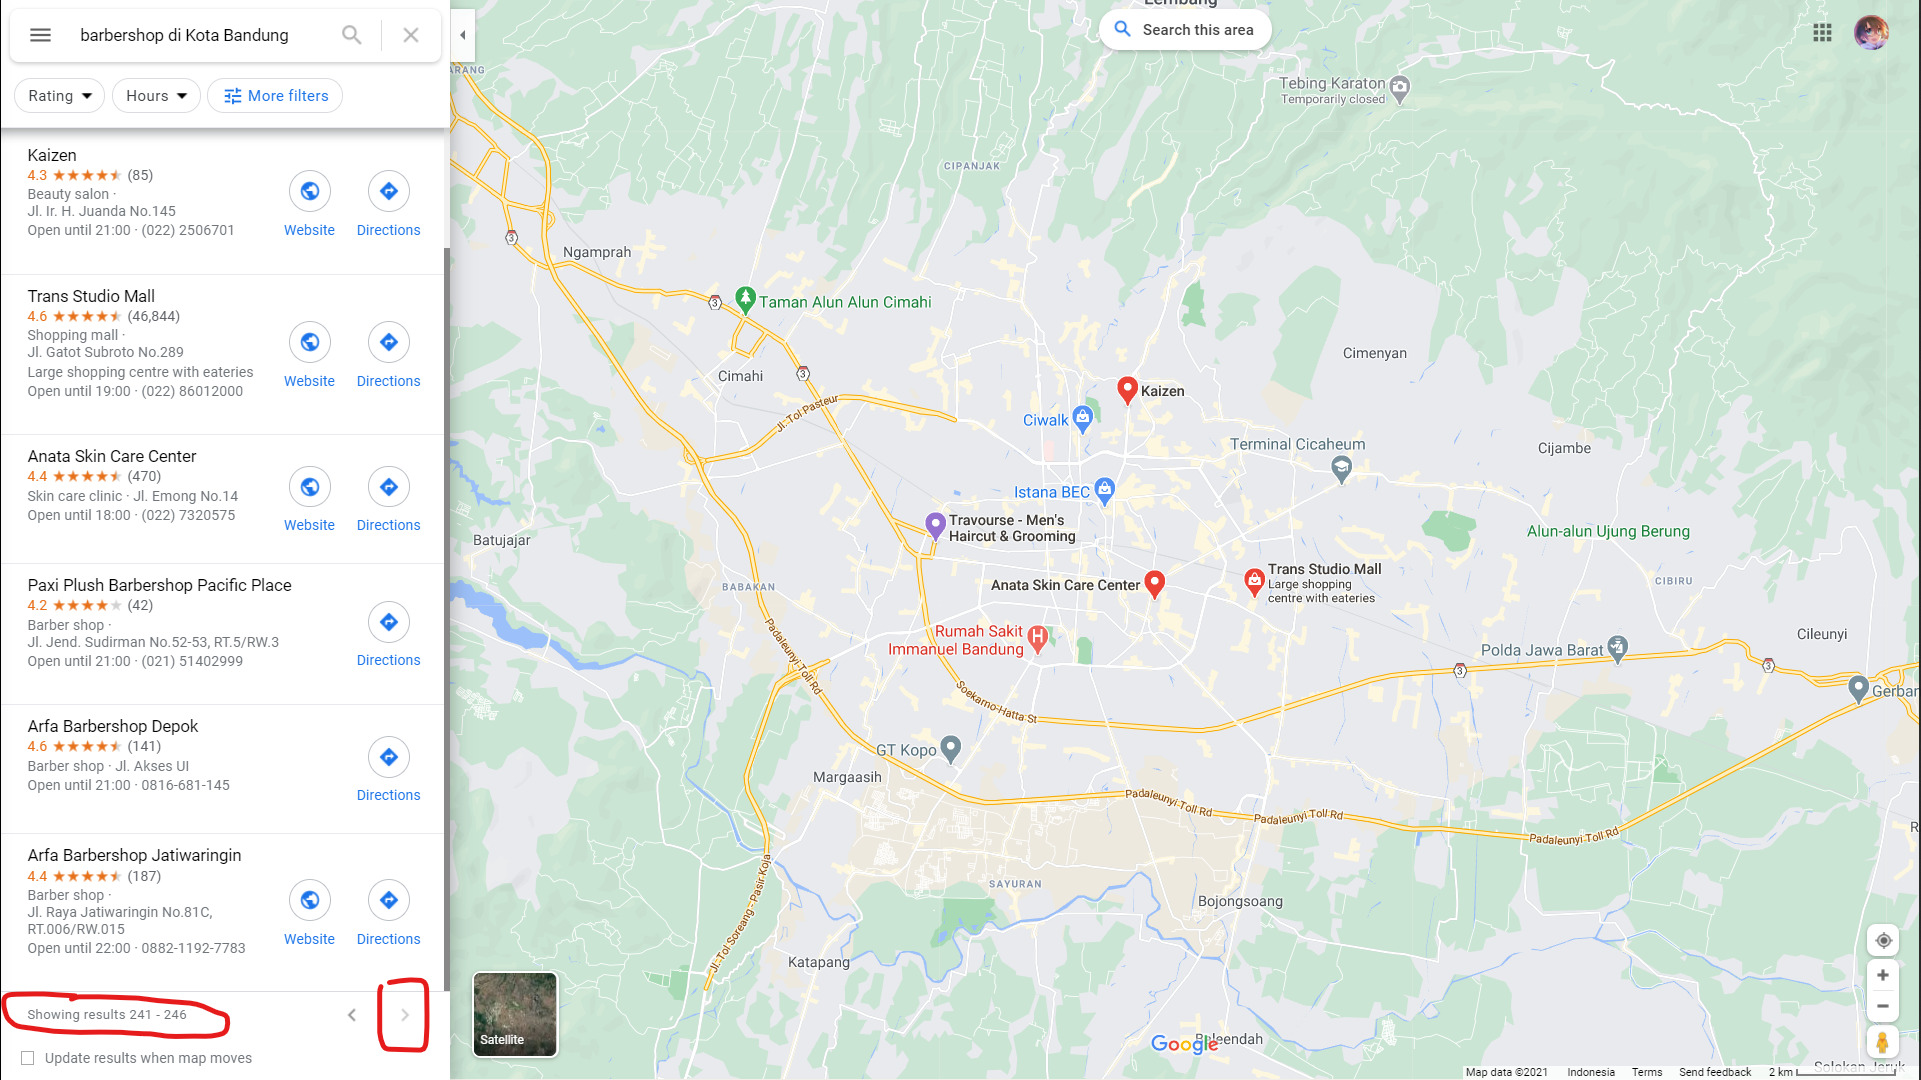 barbershop di Kota Bandung
Rating
Hours
More filters
Kaizen
4.3 (85)
Beauty salon ·
Jl. Ir. H. Juanda No.145
Open until 21:00 · (022) 2506701
Website
Directions
Trans Studio Mall
4.6 (46,844)
Shopping mall ·
Jl. Gatot Subroto No.289
Large shopping centre with eateries
Open until 19:00 · (022) 86012000
Website
Directions
Anata Skin Care Center
4.4 (470)
Skin care clinic · Jl. Emong No.14
Open until 18:00 · (022) 7320575
Website
Directions
Paxi Plush Barbershop Pacific Place
4.2 (42)
Barber shop ·
Jl. Jend. Sudirman No.52-53, RT.5/RW.3
Open until 21:00 · (021) 51402999
Directions
Arfa Barbershop Depok
4.6 (141)
Barber shop · Jl. Akses UI
Open until 21:00 · 0816-681-145
Directions
Arfa Barbershop Jatiwaringin
4.4 (187)
Barber shop ·
Jl. Raya Jatiwaringin No.81C,
RT.006/RW.015
Open until 22:00 · 0882-1192-7783
Website
Directions
Showing results 241 - 246
Update results when map moves
Lembang
Search this area
Tebing Karaton
Temporarily closed
CIPANJAK
Ngamprah
3
3
Taman Alun Alun Cimahi
Cimenyan
Cimahi
3
Kaizen
Jl. Tol Pasteur
Ciwalk
Terminal Cicaheum
Cijambe
Istana BEC
Travourse - Men's
Haircut & Grooming
Alun-alun Ujung Berung
Batujajar
Trans Studio Mall
Large shopping
centre with eateries
Anata Skin Care Center
BABAKAN
CIBIRU
Rumah Sakit
Immanuel Bandung
Padaleunyi Toll Rd
Cileunyi
Polda Jawa Barat
3
3
Soekarno-Hatta St
Gerban
GT Kopo
Margaasih
Padaleunyi Toll Rd
Padaleunyi Toll Rd
Padaleunyi Toll Rd
Jl. Tol Soreang - Pasir Koja
SAYURAN
Bojongsoang
Katapang
Satellite
Google
Baleendah
Solokan Jeruk
Map data ©2021
Indonesia
Terms
Send feedback
2 km